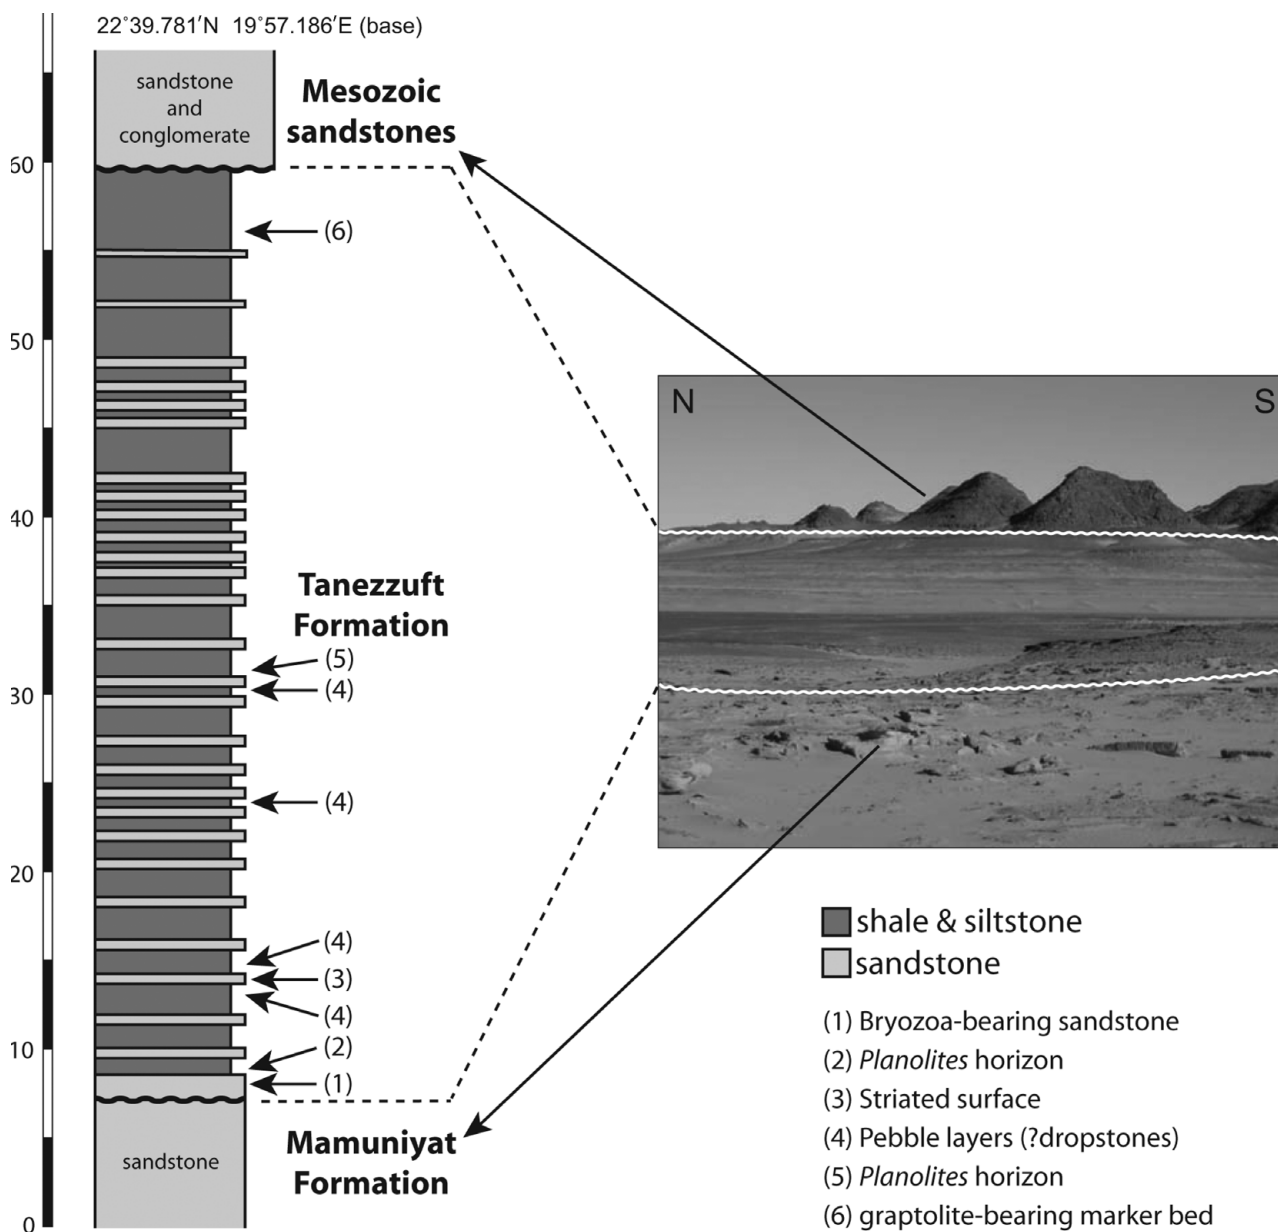 22°39.781'N 19°57.186'E (base)
sandstone
and
conglomerate
Mesozoic
sandstones
60
(6)
50
N
S
40
Tanezzuft
Formation
(5)
(4)
30
(4)
20
(4)
(3)
(4)
(2)
10
(1)
Mamuniyat
Formation
sandstone
0
shale & siltstone
sandstone
(1) Bryozoa-bearing sandstone
(2) Planolites horizon
(3) Striated surface
(4) Pebble layers (?dropstones)
(5) Planolites horizon
(6) graptolite-bearing marker bed